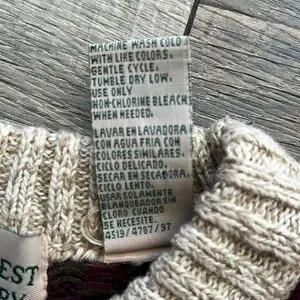 MACHINE WASH COLD
WITH LIKE COLORS.
GENTLE CYCLE.
TUMBLE DRY LOW.
USE ONLY
NON-CHLORINE BLEACH
WHEN NEEDED.
LAVAR EN LAVADORA
CON AGUA FRIA CON
COLORES SIMILARES.
CICLO DELICADO.
SECAR EN SECADORA
CICLO LENTO.
USAR SOLAMENTE
BLANQUEADOR SIN
CLORO CUANDO
SE NECESITE.
4519/4787/97
EST
RY